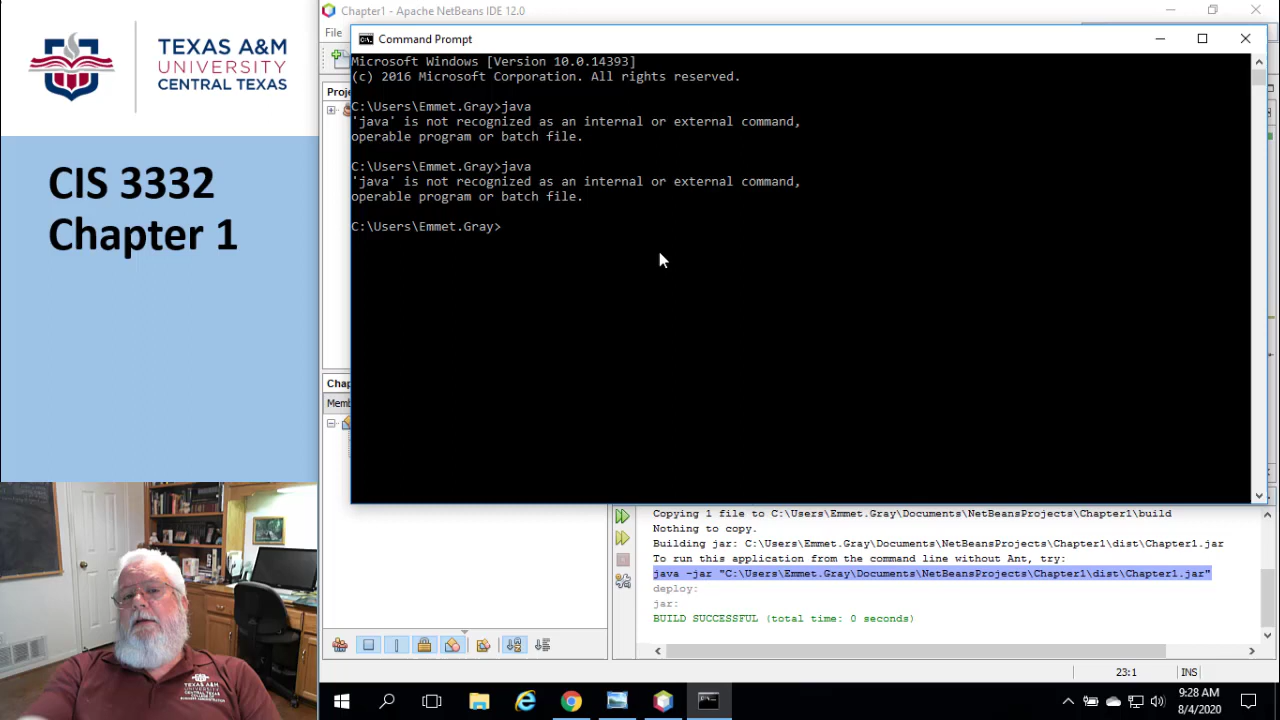 TEXAS A&M
UNIVERSITY
CENTRAL TEXAS
CIS 3332
Chapter 1
Chapter1 - Apache NetBeans IDE 12.0
File
Command Prompt
Microsoft Windows [Version 10.0.14393]
(c) 2016 Microsoft Corporation. All rights reserved.
C:\Users\Emmet.Gray>java
'java' is not recognized as an internal or external command,
operable program or batch file.
C:\Users\Emmet.Gray>java
'java' is not recognized as an internal or external command,
operable program or batch file.
C:\Users\Emmet.Gray>
Proje
Chap
Memb
Copying 1 file to C:\Users\Emmet.Gray\Documents\NetBeansProjects\Chapter1\build
Nothing to copy.
Building jar: C:\Users\Emmet.Gray\Documents\NetBeansProjects\Chapter1\dist\Chapter1.jar
To run this application from the command line without Ant, try:
java -jar "C:\Users\Emmet.Gray\Documents\NetBeansProjects\Chapter1\dist\Chapter1.jar"
deploy:
jar:
BUILD SUCCESSFUL (total time: 0 seconds)
23:1
INS
9:28 AM
8/4/2020
TEXAS A&M
UNIVERSITY
CENTRAL TEXAS